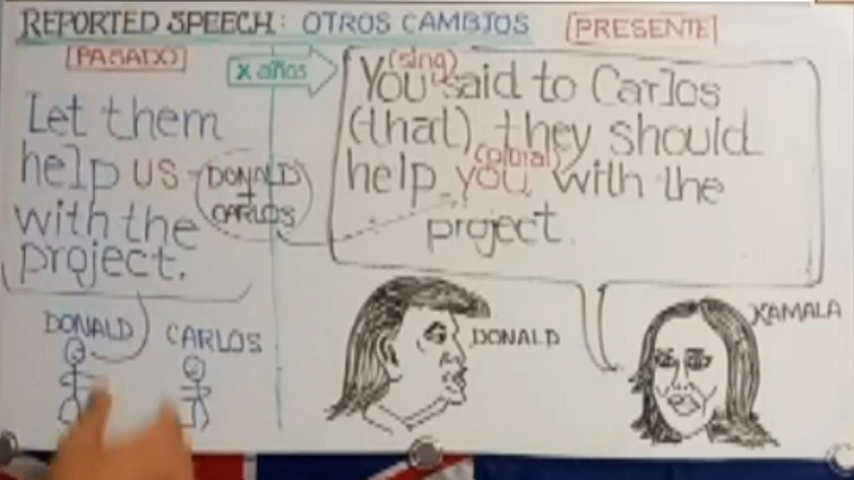 REPORTED SPEECH: OTROS CAMBIOS
PRESENTE
PASADO
x años
Let them
help us
with the
project.
DONALD
+
CARLOS
You (sing) said to Carlos
(that) they should
help you (plural) with the
project.
DONALD
CARLOS
DONALD
KAMALA